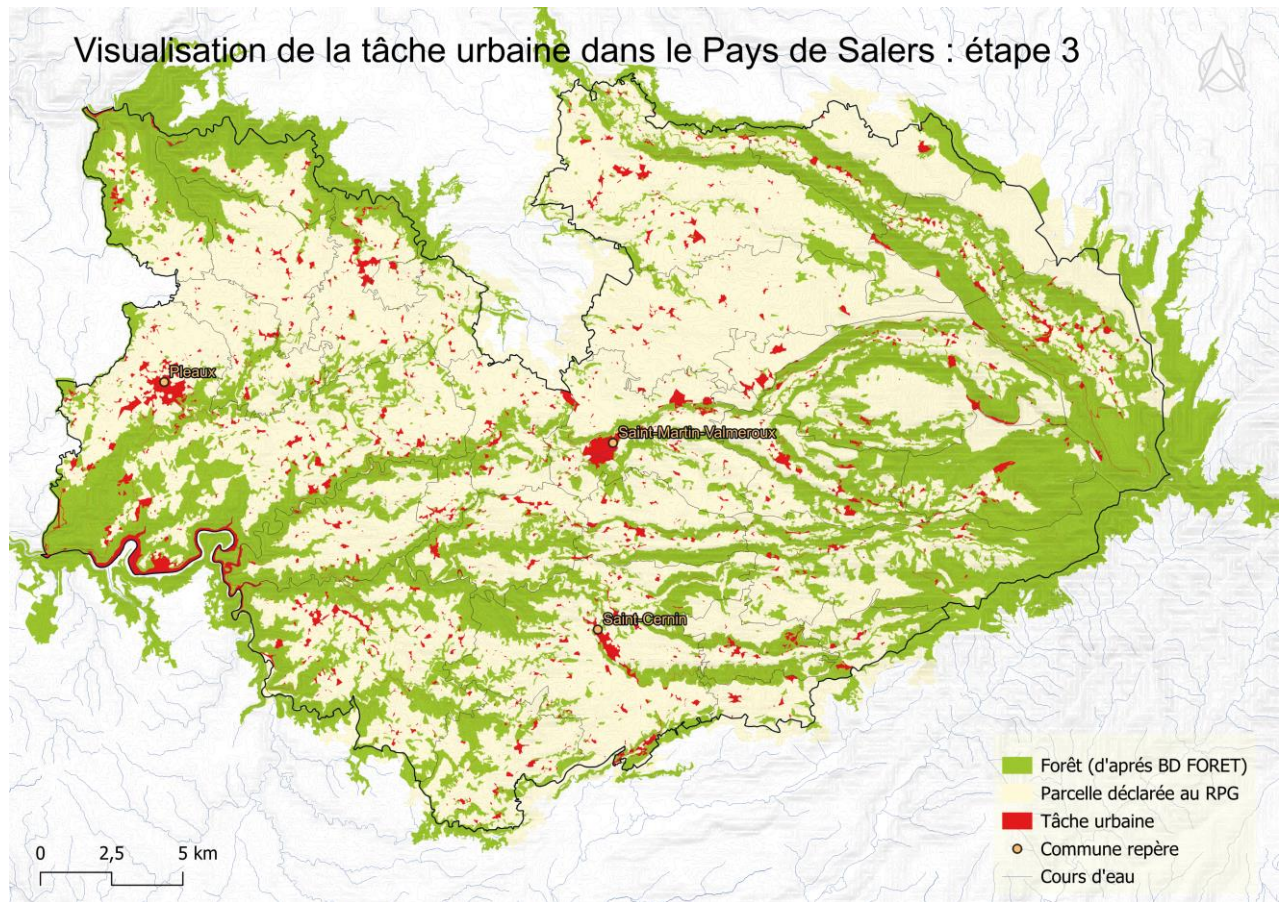 Visualisation de la tâche urbaine dans le Pays de Salers : étape 3
Pleaux
Saint-Martin-Valmeroux
Saint-Cernin
Forêt (d'aprés BD FORET)
Parcelle déclarée au RPG
Tâche urbaine
Commune repère
Cours d'eau
0 2,5 5 km